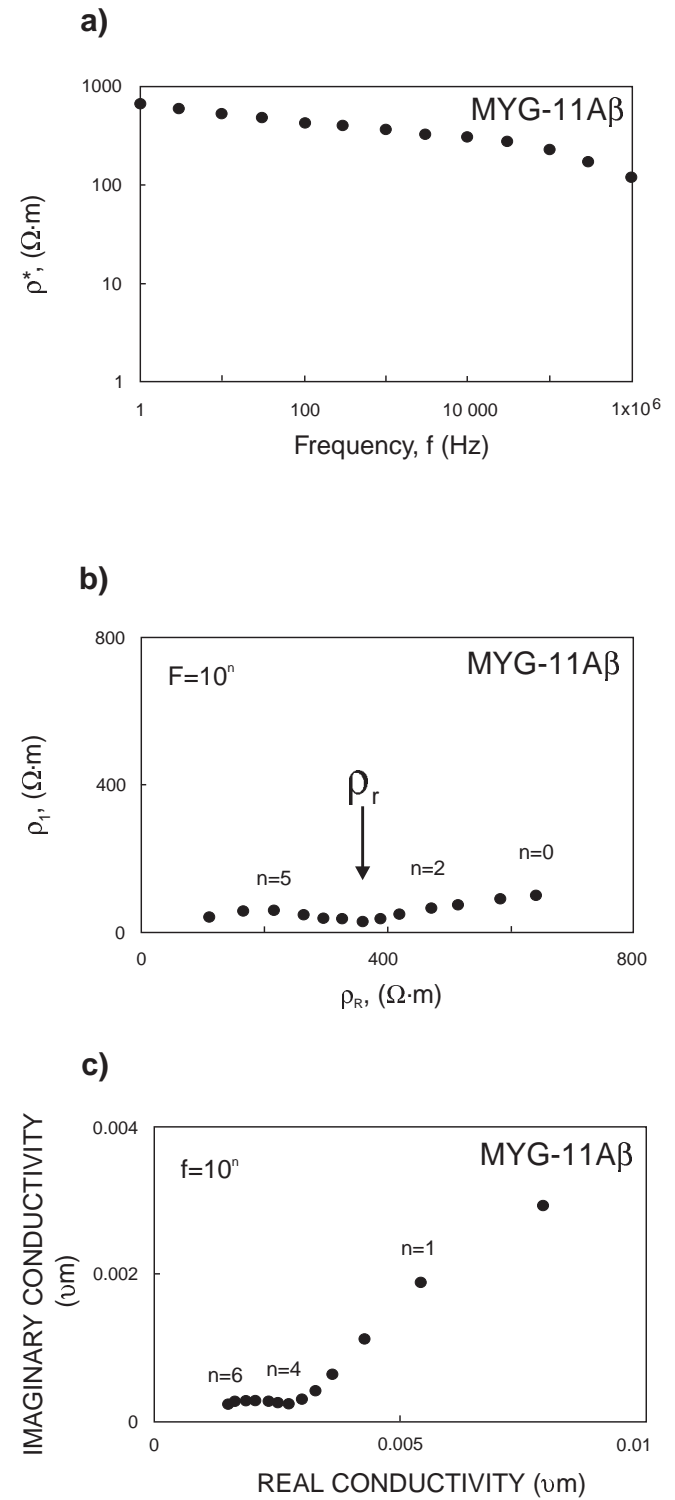 a)
1000
MYG-11Aβ
100
10
1
ρ*, (Ω·m)
1
100
10 000
1x10⁶
Frequency, f (Hz)
b)
800
F=10ⁿ
MYG-11Aβ
ρ₁, (Ω·m)
400
ρr
n=5
n=2
n=0
0
0
400
800
ρR, (Ω·m)
c)
0.004
f=10ⁿ
MYG-11Aβ
IMAGINARY CONDUCTIVITY
(υm)
n=1
0.002
n=6
n=4
0
0
0.005
0.01
REAL CONDUCTIVITY (υm)